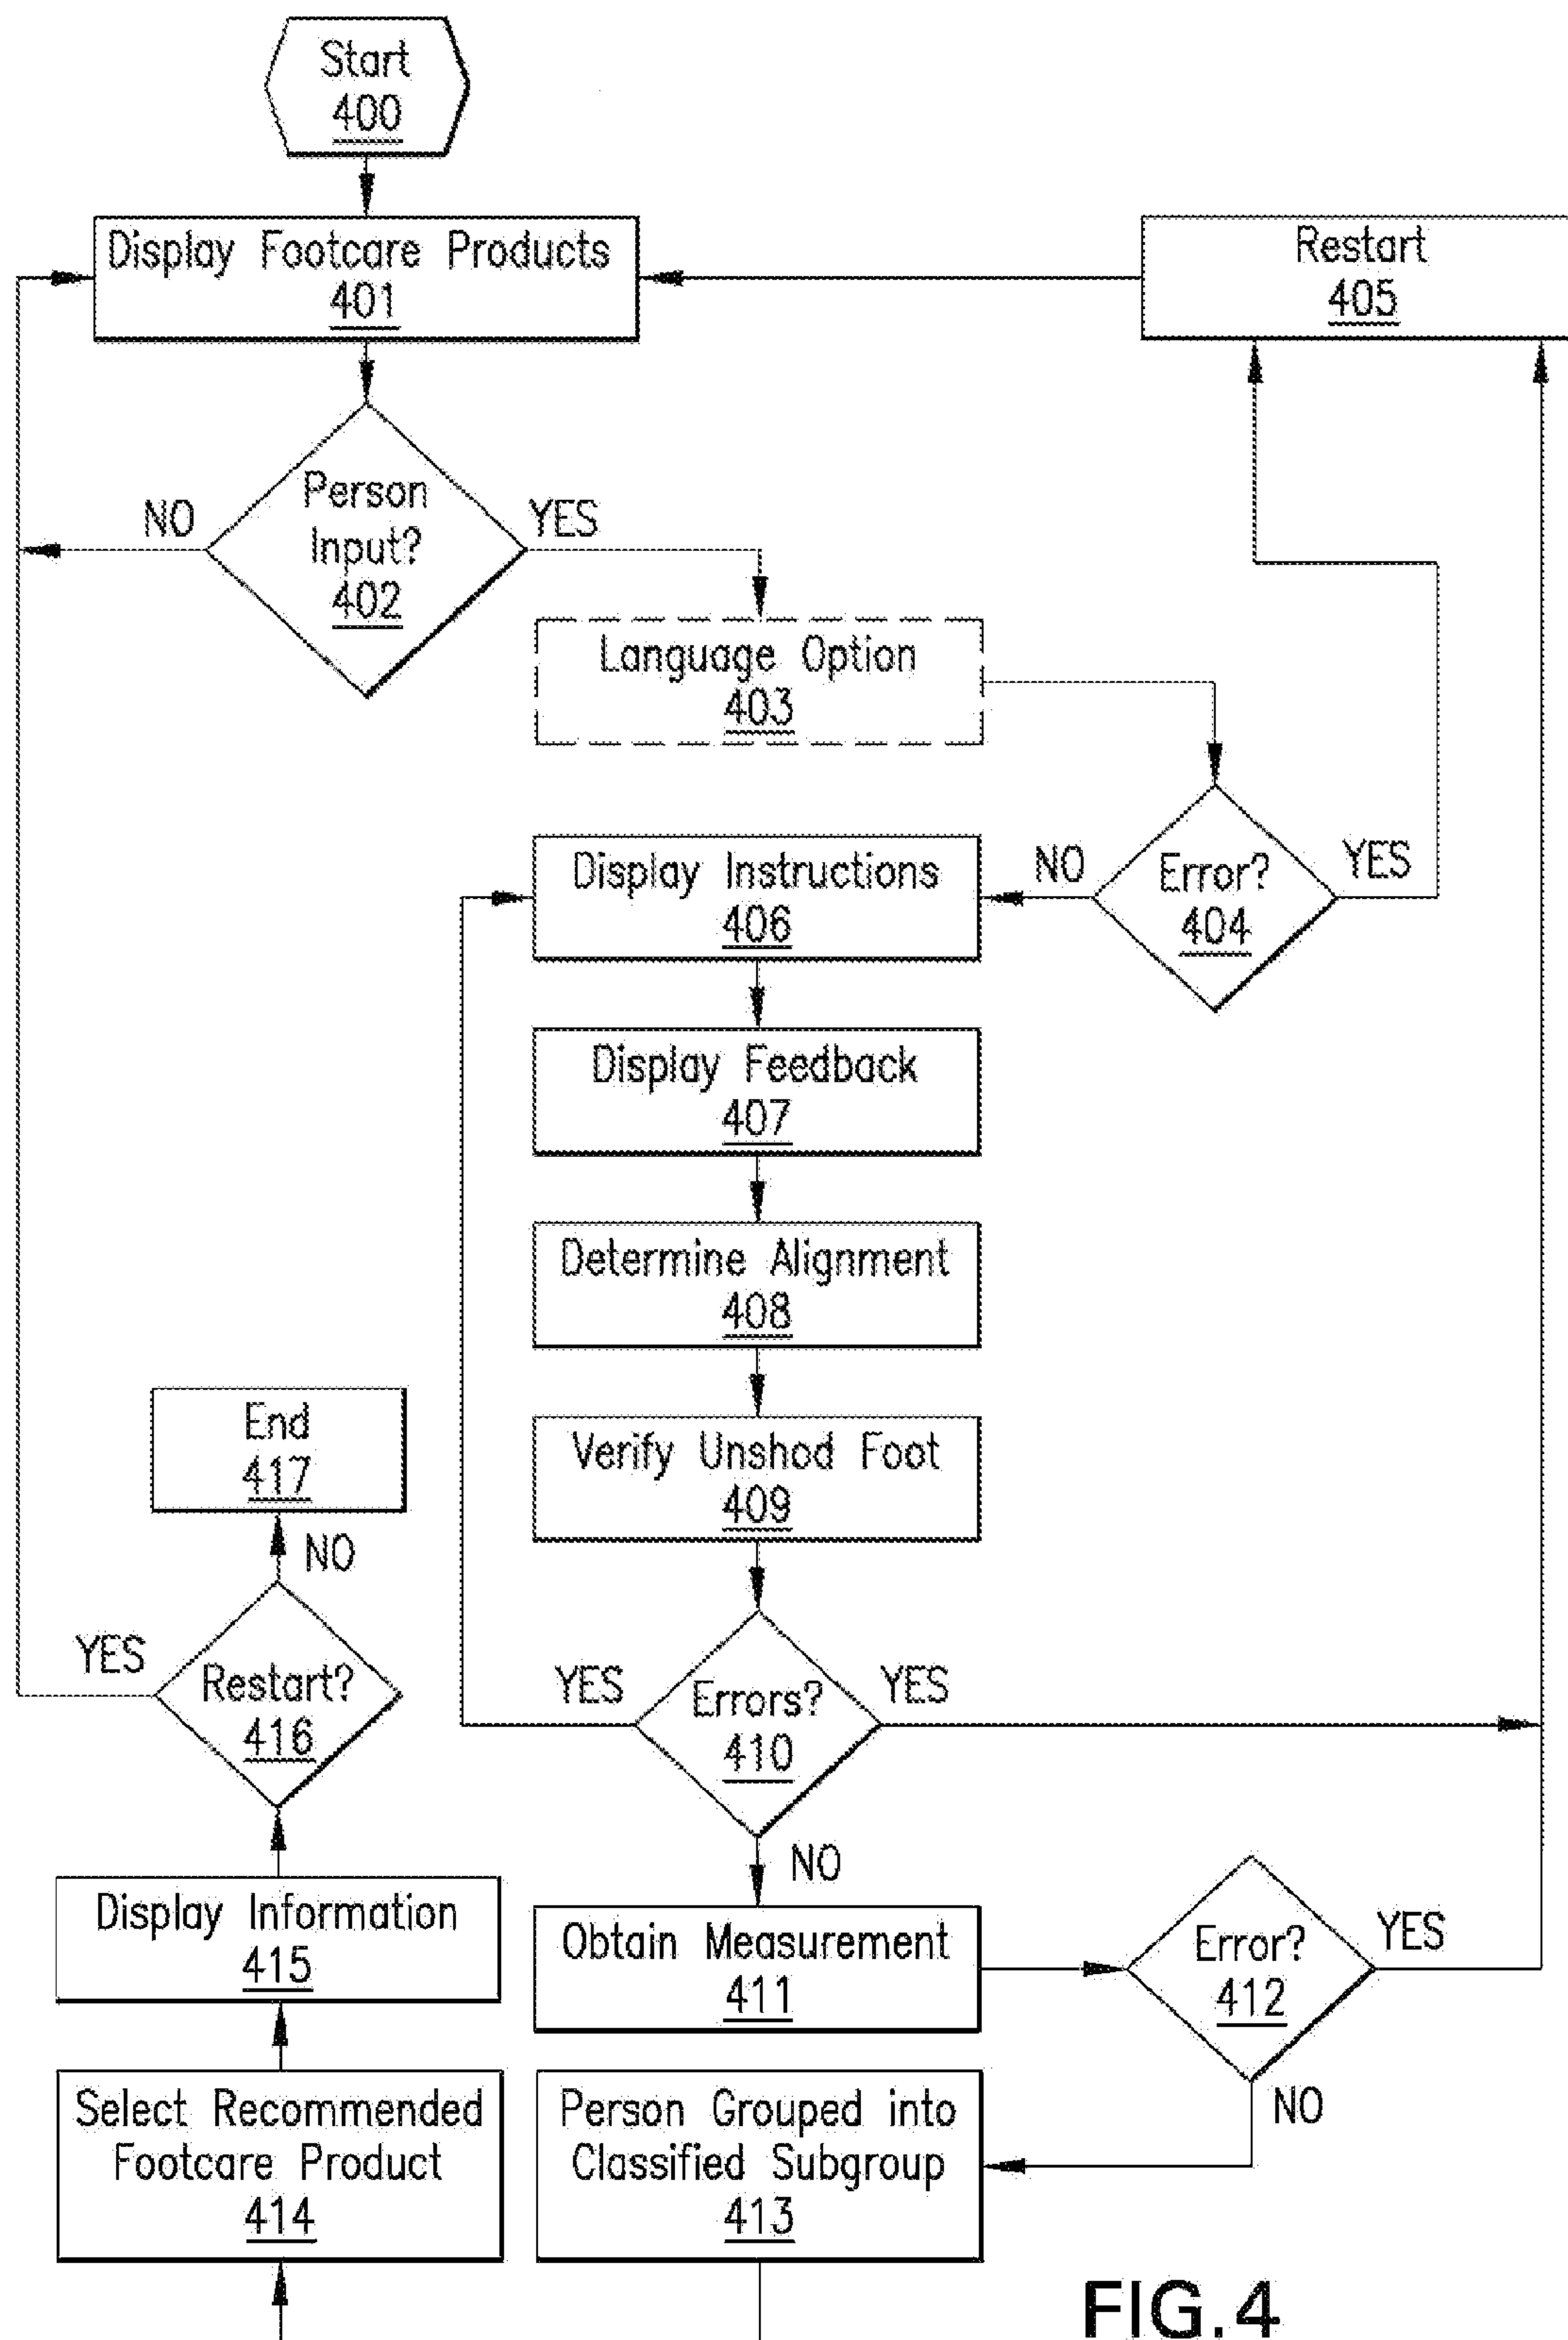 Start
400
Display Footcare Products
401
Restart
405
Person
Input?
402
NO
YES
Language Option
403
Error?
404
NO
YES
Display Instructions
406
Display Feedback
407
Determine Alignment
408
Verify Unshod Foot
409
End
417
NO
Restart?
416
YES
Errors?
410
YES
YES
NO
Display Information
415
Obtain Measurement
411
Error?
412
YES
NO
Select Recommended
Footcare Product
414
Person Grouped into
Classified Subgroup
413
FIG.4